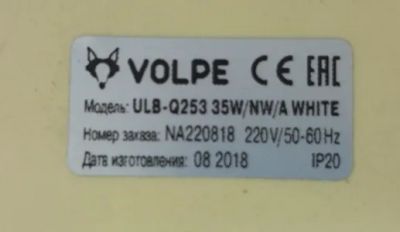 VOLPE CE EAC
Модель: ULB-Q253 35W/NW/A WHITE
Номер заказа: NA220818 220V/50-60Hz
Дата изготовления: 08 2018 IP20